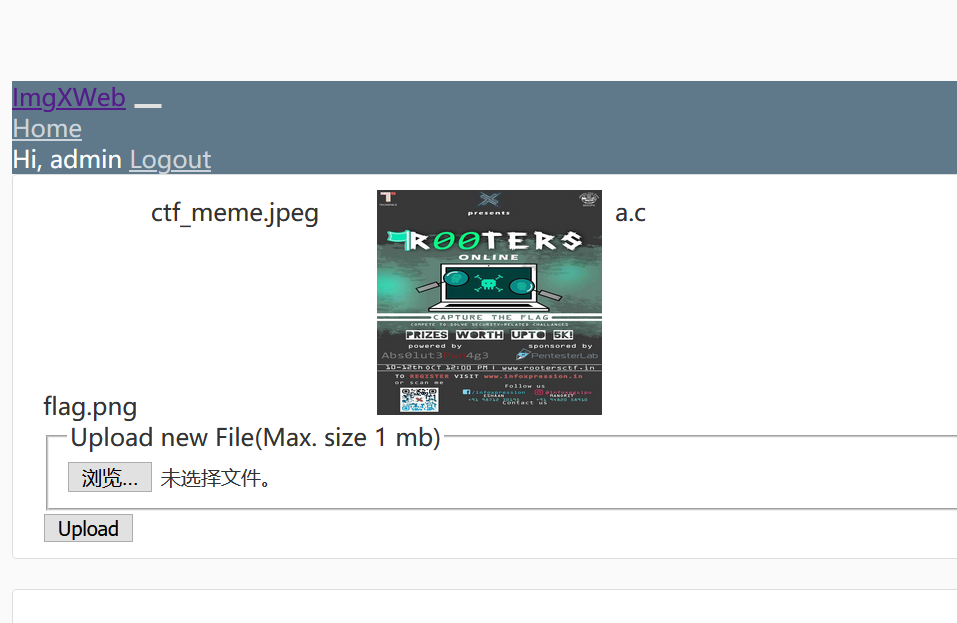 ImgXWeb
Home
Hi, admin Logout
ctf_meme.jpeg
a.c
presents
R00TERS
ONLINE
CAPTURE THE FLAG
COMPETE TO SOLVE SECURITY-RELATED CHALLANGES
PRIZES WORTH UPTO 5K!
powered by
sponsored by
PentesterLab
10-12th OCT 12:00 PM | www.rootersctf.in
TO REGISTER VISIT www.infoxpression.in
or scan me
Follow us
Contact us
flag.png
Upload new File(Max. size 1 mb)
浏览... 未选择文件。
Upload